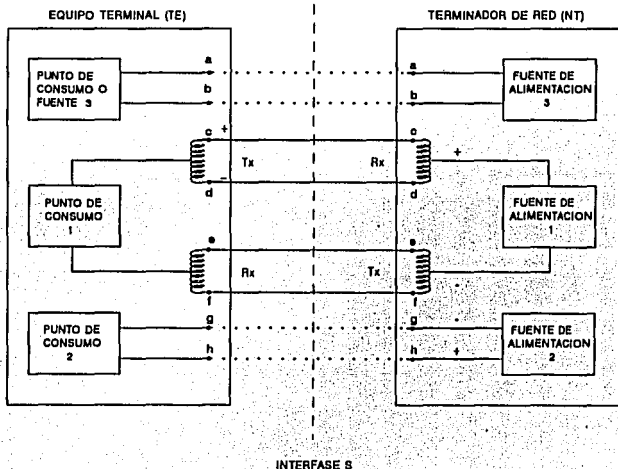 EQUIPO TERMINAL (TE)
TERMINADOR DE RED (NT)
PUNTO DE
CONSUMO O
FUENTE 3
a
b
a
b
FUENTE DE
ALIMENTACION
3
c
+
Tx
–
d
c
Rx
+
d
PUNTO DE
CONSUMO
1
FUENTE DE
ALIMENTACION
1
e
Rx
f
e
Tx
-
f
PUNTO DE
CONSUMO
2
g
h
g
-
h
+
FUENTE DE
ALIMENTACION
2
INTERFASE S